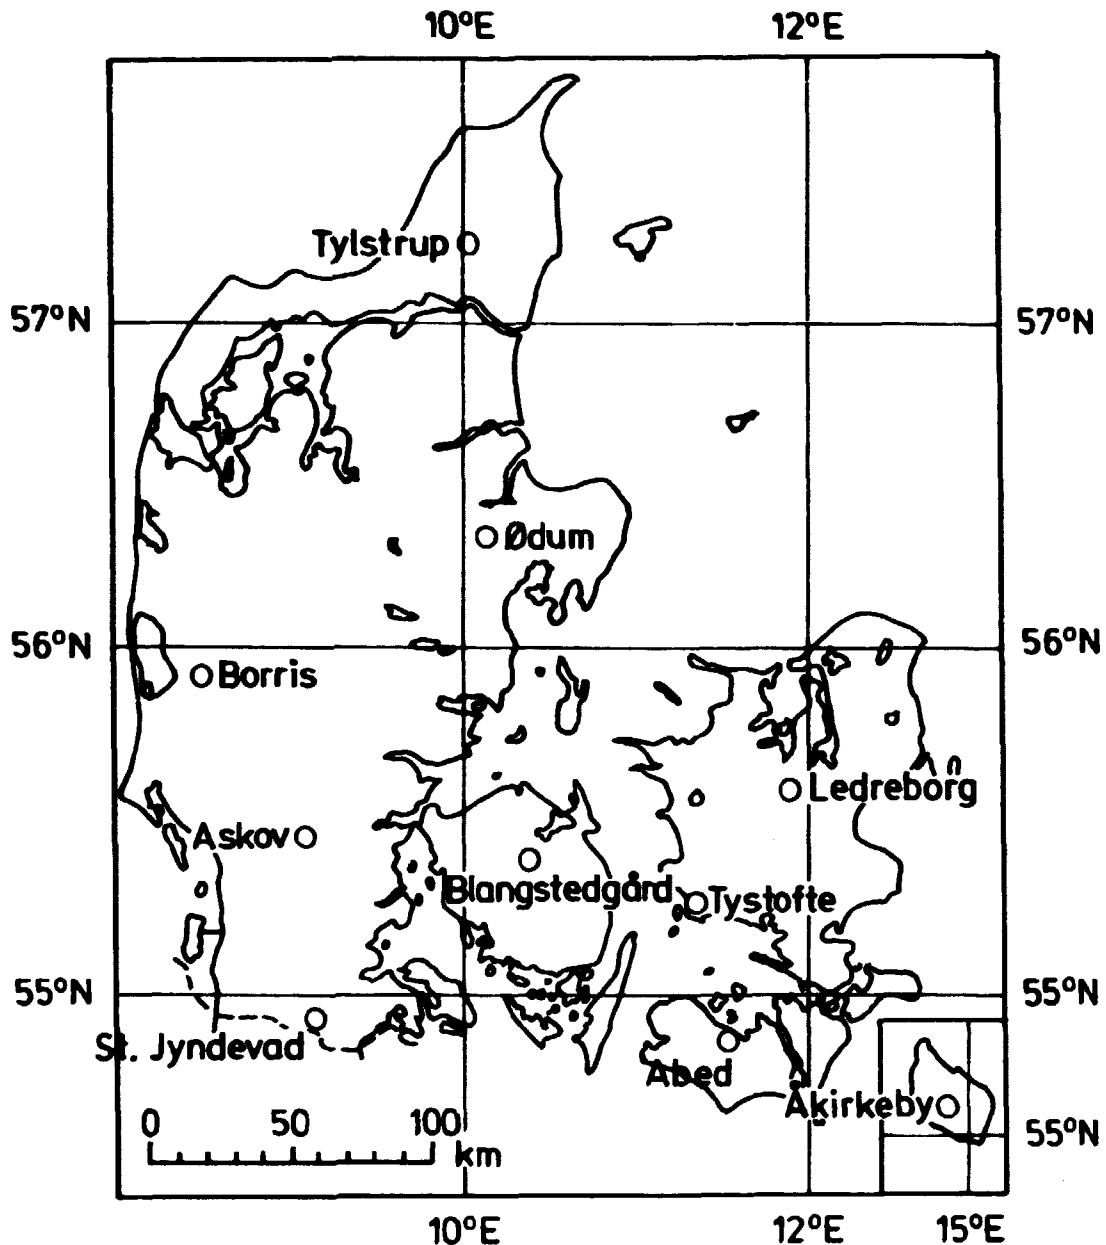 10°E 12°E
Tylstrup
57°N 57°N
Ødum
56°N 56°N
Borris
Ledreborg
Askov
Blangstedgård
Tystofte
55°N 55°N
St. Jyndevad
Abed
Åkirkeby
0 50 100
km
55°N
10°E 12°E 15°E